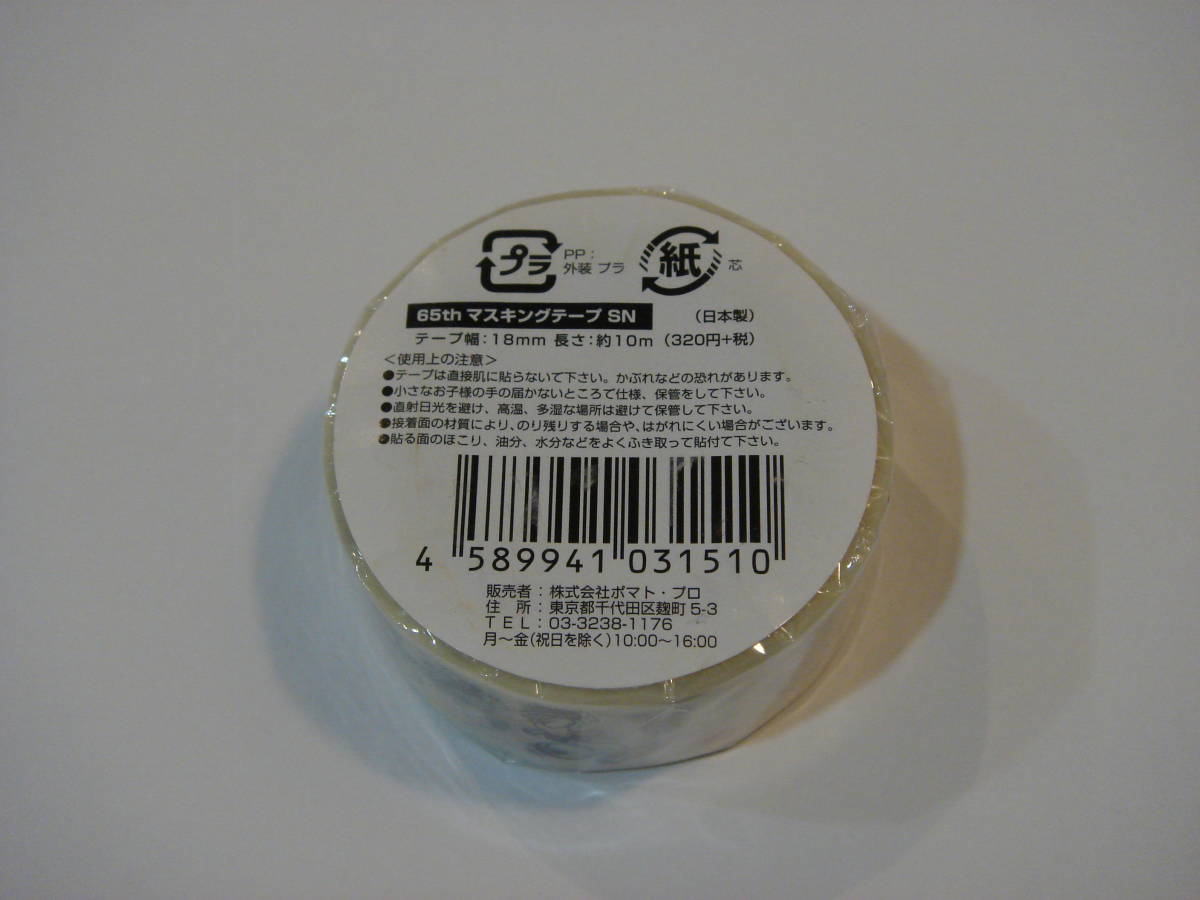 プラ PP : 外装 プラ 紙 芯
65th マスキングテープ SN (日本製)
テープ幅:18mm 長さ:約10m (320円+税)
<使用上の注意>
●テープは直接肌に貼らないで下さい。かぶれなどの恐れがあります。
●小さなお子様の手の届かないところで仕様、保管をして下さい。
●直射日光を避け、高温、多湿な場所は避けて保管して下さい。
●接着面の材質により、のり残りする場合や、はがれにくい場合がございます。
●貼る面のほこり、油分、水分などをよくふき取って貼付て下さい。
4 589941 031510
販売者:株式会社ポマト・プロ
住 所:東京都千代田区麹町 5-3
TEL:03-3238-1176
月～金(祝日を除く)10:00～16:00